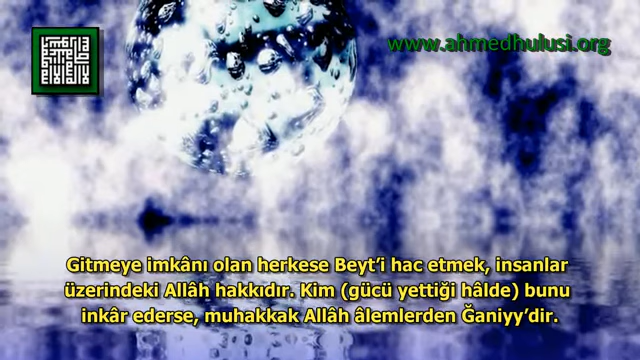 www.ahmedhulusi.org
Gitmeye imkânı olan herkese Beyt’i hac etmek, insanlar
üzerindeki Allâh hakkıdır. Kim (gücü yettiği hâlde) bunu
inkâr ederse, muhakkak Allâh âlemlerden Ğaniyy’dir.